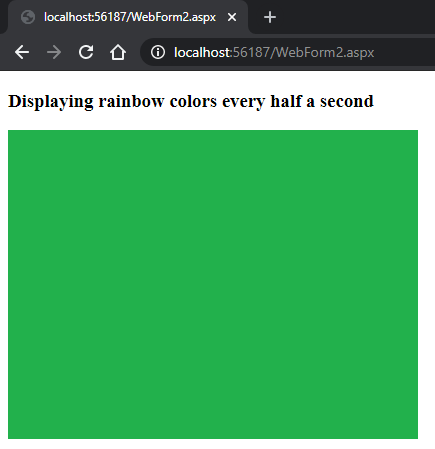 localhost:56187/WebForm2.aspx
localhost:56187/WebForm2.aspx
Displaying rainbow colors every half a second